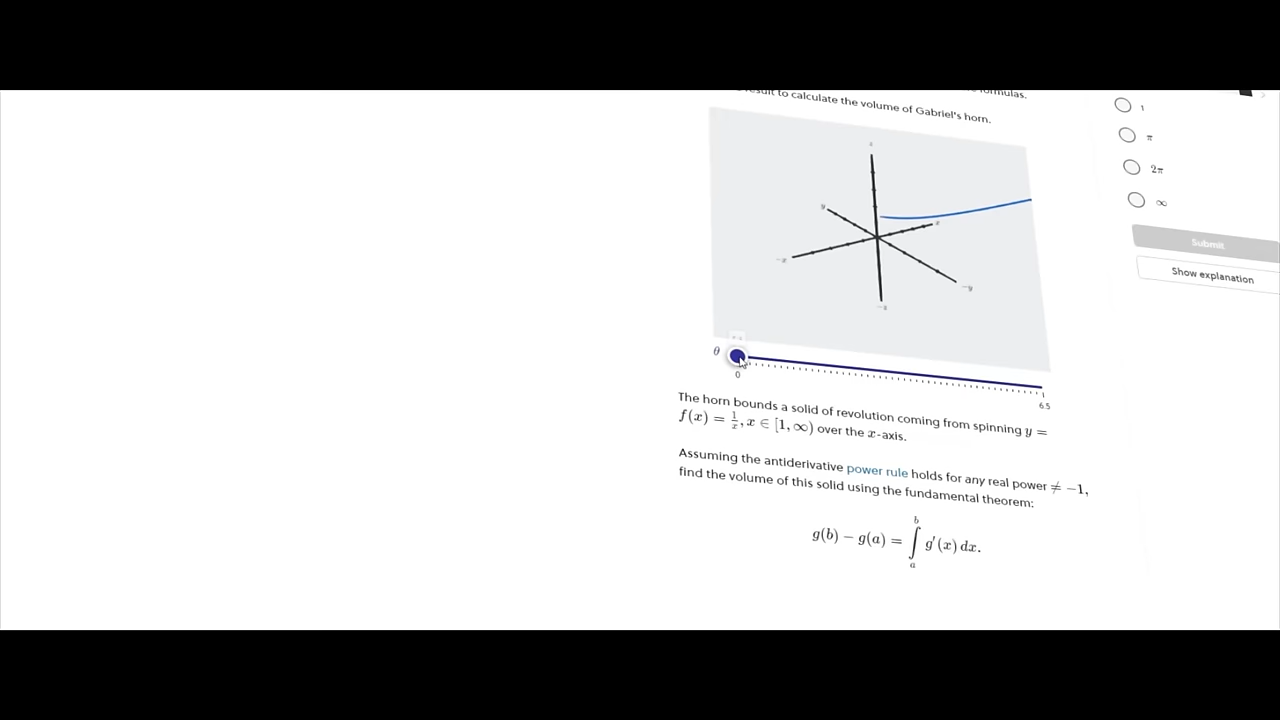 to calculate the volume of Gabriel's horn.
z
y
x
−x
−y
−z
θ
0
6.5
The horn bounds a solid of revolution coming from spinning y =
f(x) = 1/x, x ∈ [1, ∞) over the x-axis.
Assuming the antiderivative power rule holds for any real power ≠ −1,
find the volume of this solid using the fundamental theorem:
g(b) − g(a) = ∫ₐᵇ g′(x) dx.
1
π
2π
∞
Submit
Show explanation